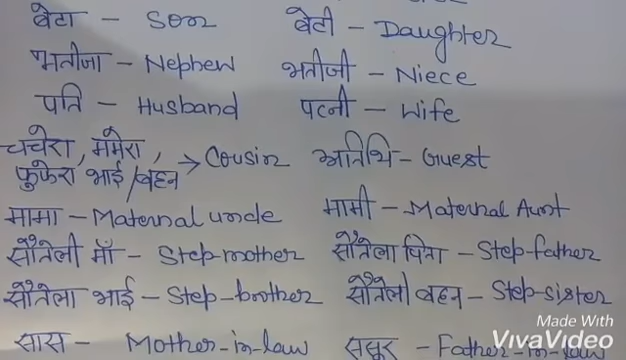 बेटा – Son बेटी – Daughter
भतीजा – Nephew भतीजी – Niece
पति – Husband पत्नी – Wife
चचेरा, ममेरा,
फुफेरा भाई/बहन → Cousin अतिथि – Guest
मामा – Maternal uncle मामी – Maternal Aunt
सौतेली माँ – Step-mother सौतेला पिता – Step-father
सौतेला भाई – Step-brother सौतेली बहन – Step-sister
सास – Mother-in-law ससूर – Father-in-law
Made With
VivaVideo